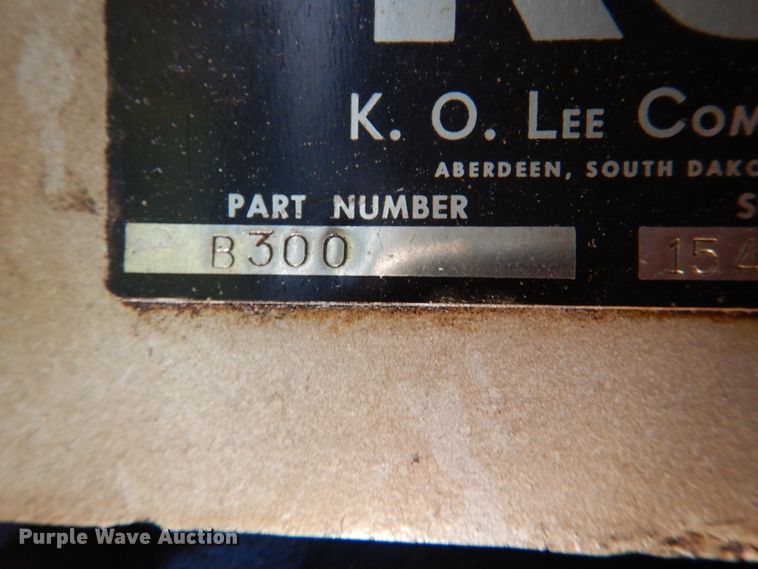 K. O. LEE COM
ABERDEEN, SOUTH DAKO
PART NUMBER S
B300 154
Purple Wave Auction